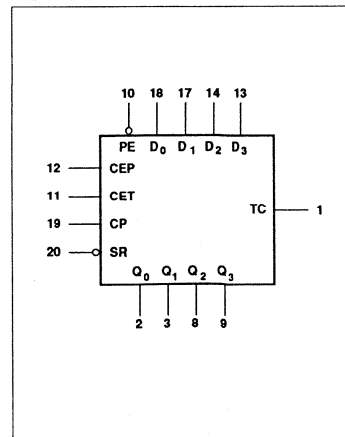 10 18 17 14 13
PE D0 D1 D2 D3
12 CEP
11 CET
TC 1
19 CP
20 SR
Q0 Q1 Q2 Q3
2 3 8 9